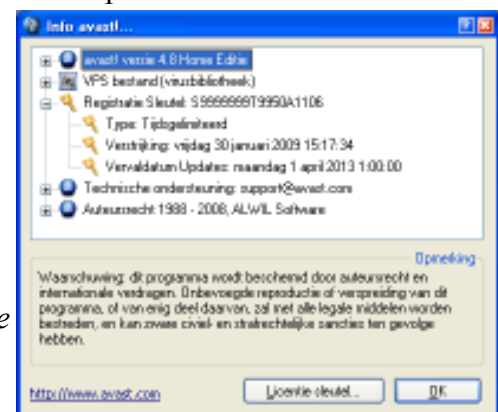 Info avast!...
avast! versie 4.8 Home Editie
VPS bestand (virusbibliotheek)
Registratie Sleutel: S9999999T9950A1106
Type: Tijdsgelimiteerd
Verstrijking: vrijdag 30 januari 2009 15:17:34
Vervaldatum Updates: maandag 1 april 2013 1:00:00
Technische ondersteuning: support@avast.com
Auteursrecht 1988 - 2008, ALWIL Software
Opmerking
Waarschuwing: dit programma wordt beschermd door auteursrecht en
internationale verdragen. Onbevoegde reproductie of verspreiding van dit
programma, of van enig deel daarvan, zal met alle legale middelen worden
bestreden, en kan zware civiel- en strafrechtelijke sancties ten gevolge
hebben.
e
http://www.avast.com
Licentie sleutel...
OK